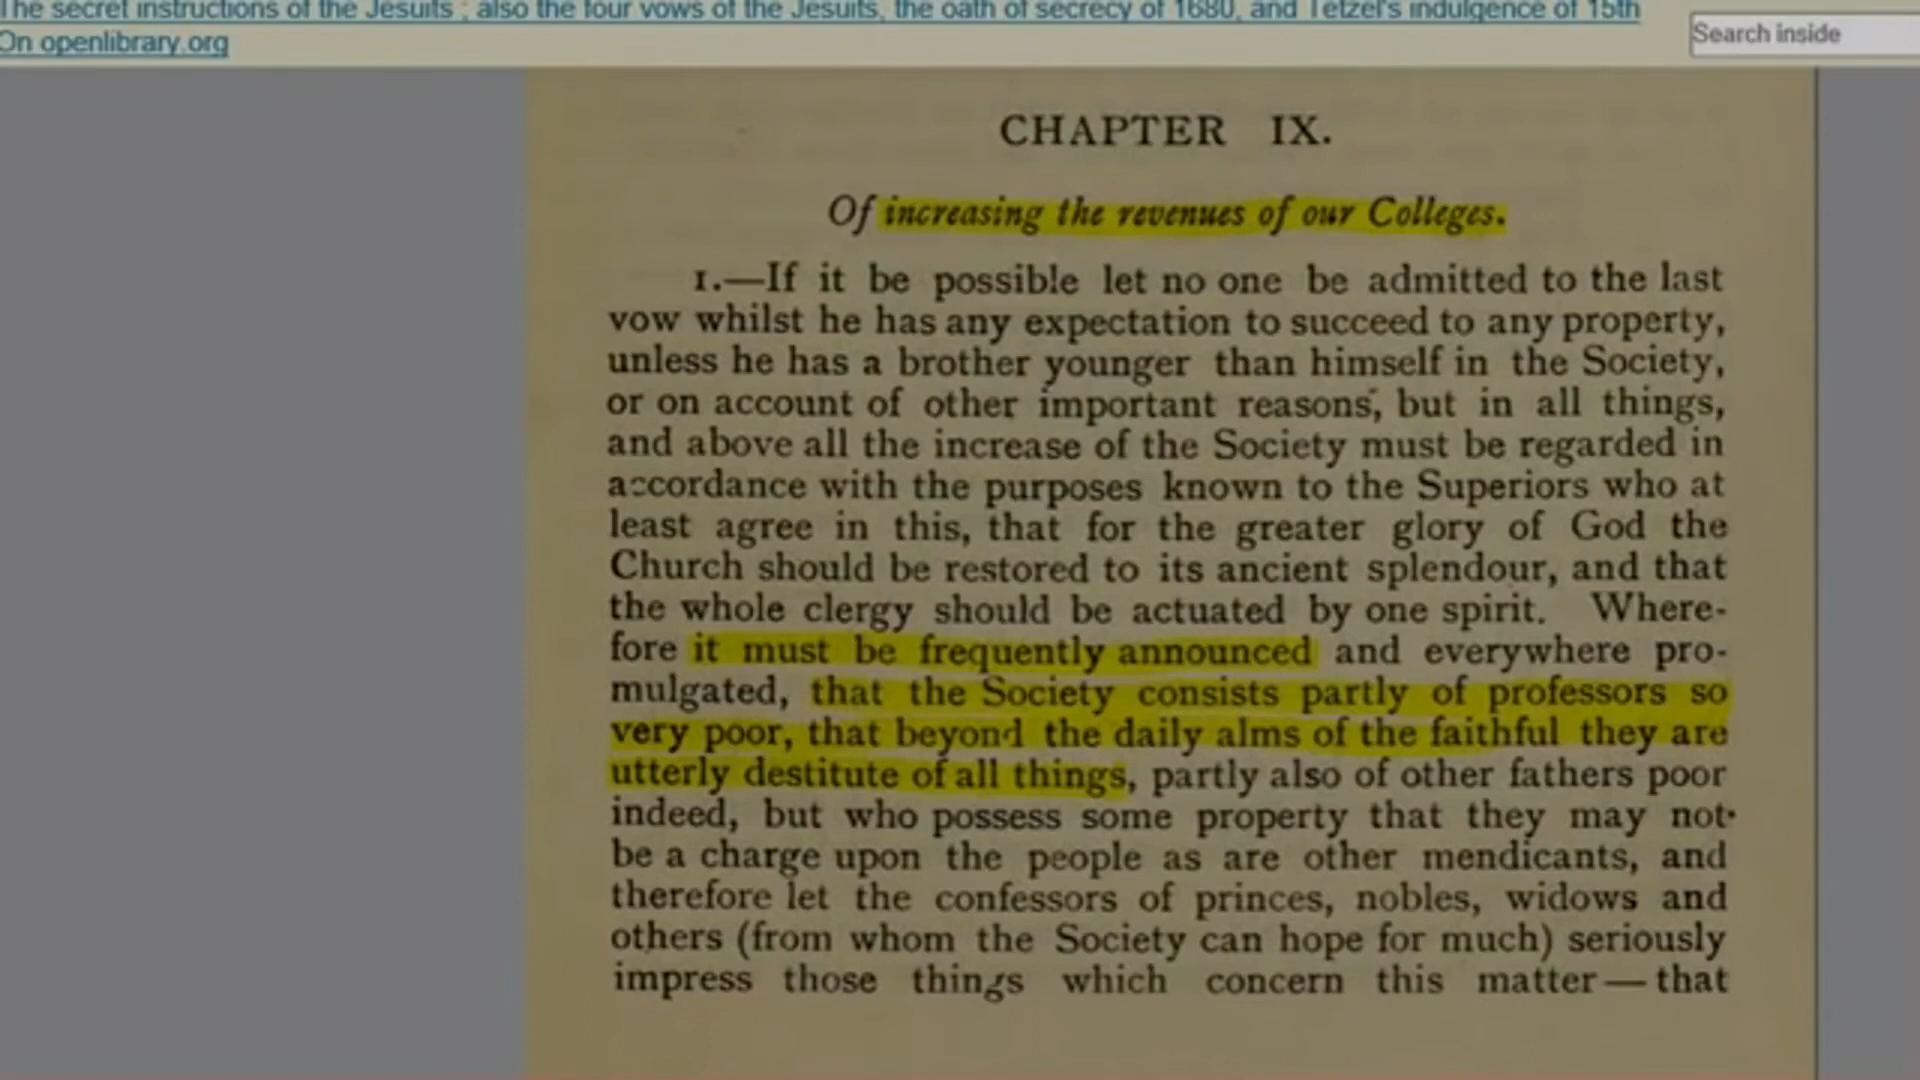 The secret instructions of the Jesuits ; also the four vows of the Jesuits, the oath of secrecy of 1680, and Tetzel's indulgence of 15th
On openlibrary.org
Search inside
CHAPTER IX.
Of increasing the revenues of our Colleges.
1.—If it be possible let no one be admitted to the last
vow whilst he has any expectation to succeed to any property,
unless he has a brother younger than himself in the Society,
or on account of other important reasons, but in all things,
and above all the increase of the Society must be regarded in
accordance with the purposes known to the Superiors who at
least agree in this, that for the greater glory of God the
Church should be restored to its ancient splendour, and that
the whole clergy should be actuated by one spirit. Where-
fore it must be frequently announced and everywhere pro-
mulgated, that the Society consists partly of professors so
very poor, that beyond the daily alms of the faithful they are
utterly destitute of all things, partly also of other fathers poor
indeed, but who possess some property that they may not
be a charge upon the people as are other mendicants, and
therefore let the confessors of princes, nobles, widows and
others (from whom the Society can hope for much) seriously
impress those things which concern this matter—that